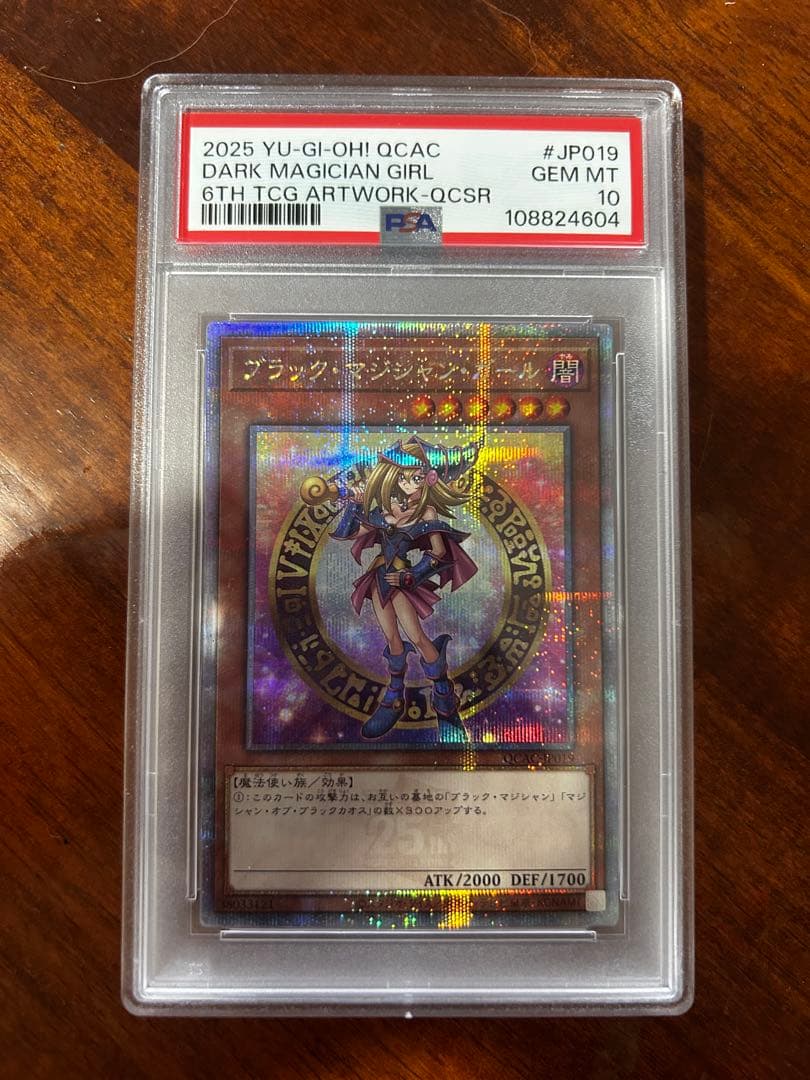 2025 YU-GI-OH! QCAC #JP019
DARK MAGICIAN GIRL GEM MT
6TH TCG ARTWORK-QCSR 10
PSA 108824604
ブラック・マジシャン・ガール 闇
QCAC-JP019
【魔法使い族／効果】
①：このカードの攻撃力は、お互いの墓地の「ブラック・マジシャン」「マジ
シャン・オブ・ブラックカオス」の数×３００アップする。
25th
ATK/2000 DEF/1700
38033121